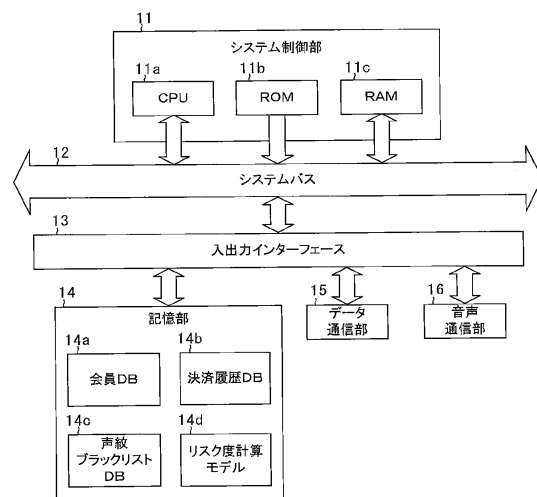 11
システム制御部
11a
11b
11c
CPU
ROM
RAM
12
システムバス
13
入出力インターフェース
14
記憶部
15
データ
通信部
16
音声
通信部
14a
会員DB
14b
決済履歴DB
14c
声紋
ブラックリスト
DB
14d
リスク度計算
モデル